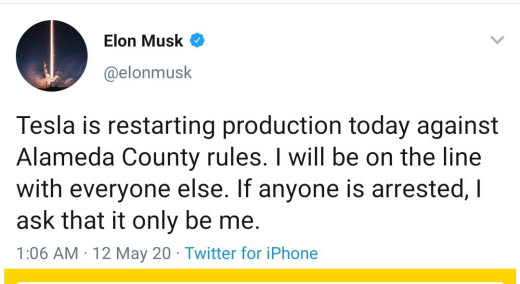 Elon Musk
@elonmusk
Tesla is restarting production today against
Alameda County rules. I will be on the line
with everyone else. If anyone is arrested, I
ask that it only be me.
1:06 AM · 12 May 20 · Twitter for iPhone